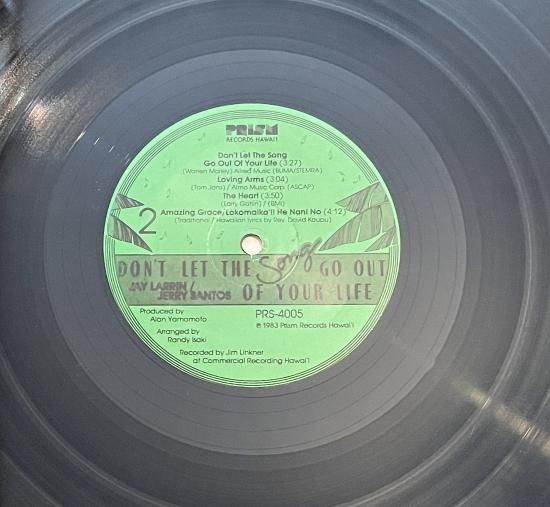 PRISM
RECORDS HAWAI'I
Don't Let The Song
Go Out Of Your Life (3:27)
(Warren Marley) Allred Music (BUMA/STEMRA)
Loving Arms (3:04)
(Tom Jans) / Almo Music Corp. (ASCAP)
The Heart (3:50)
(Larry Gatlin) / (BMI)
Amazing Grace/Lokomaika'i'I He Nani No (4:12)
(Traditional / Hawaiian lyrics by Rev. David Kaupu)
2
DON'T LET THE Song GO OUT
OF YOUR LIFE
JAY LARRIN/
JERRY SANTOS
Produced by
Alan Yamamoto
Arranged by
Randy Isaki
Recorded by Jim Linkner
at Commercial Recording Hawai'i
PRS-4005
℗ 1983 Prism Records Hawai'i